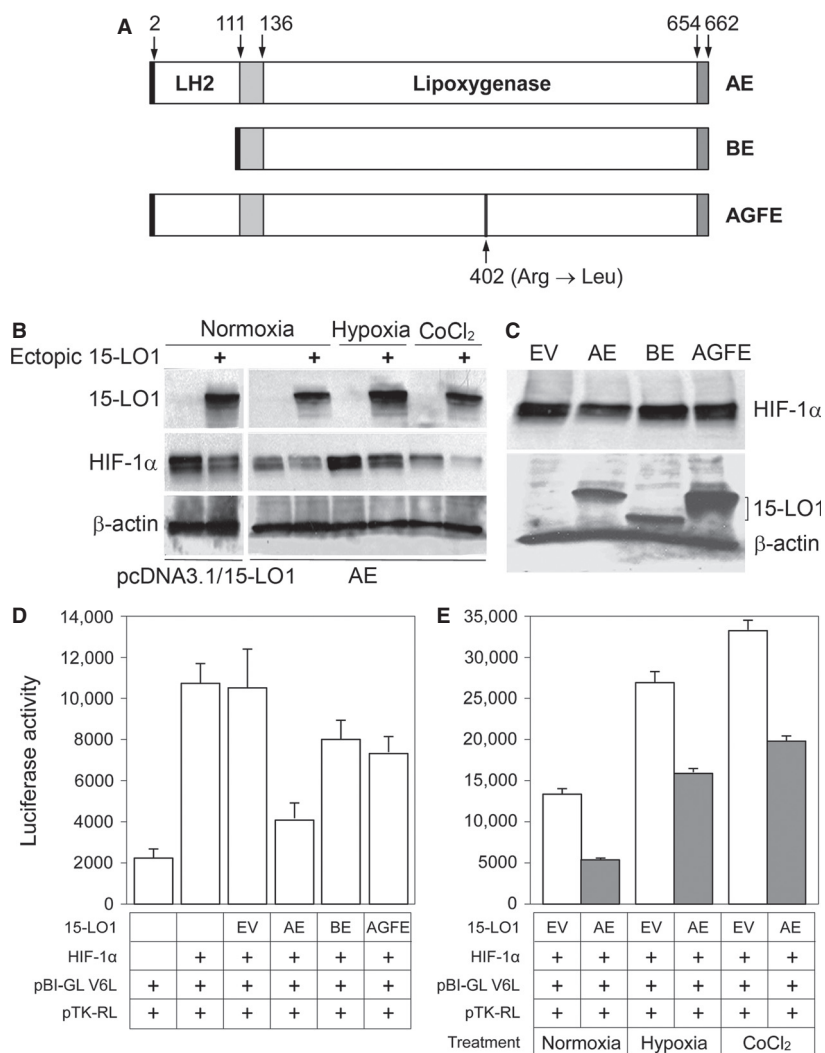 A
2 111 136 654 662
LH2 Lipoxygenase AE
BE
AGFE
402 (Arg → Leu)
B
Normoxia Hypoxia CoCl₂
Ectopic 15-LO1 + + + +
15-LO1
HIF-1α
β-actin
pcDNA3.1/15-LO1 AE
C
EV AE BE AGFE
HIF-1α
15-LO1
β-actin
D
Luciferase activity
14,000
12,000
10,000
8000
6000
4000
2000
0
15-LO1 EV AE BE AGFE
HIF-1α + + + + +
pBI-GL V6L + + + + + +
pTK-RL + + + + + +
E
35,000
30,000
25,000
20,000
15,000
10,000
5000
0
15-LO1 EV AE EV AE EV AE
HIF-1α + + + + + +
pBI-GL V6L + + + + + +
pTK-RL + + + + + +
Treatment Normoxia Hypoxia CoCl₂